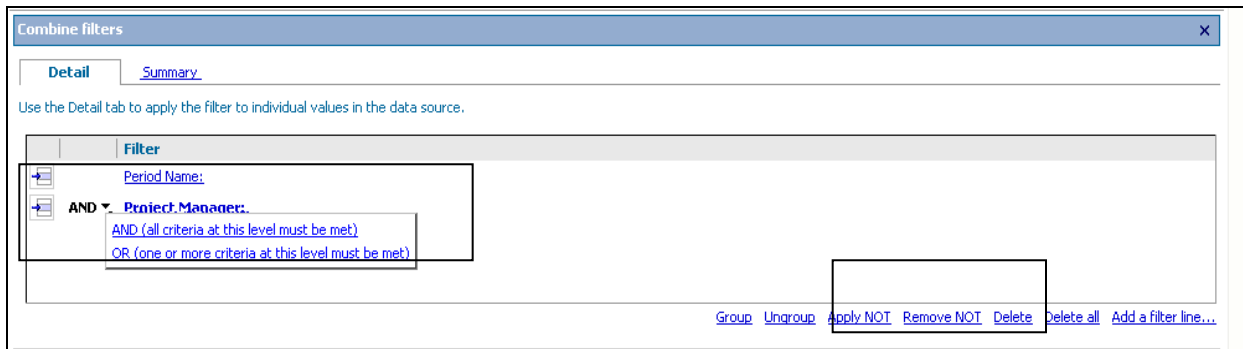 Combine filters ×
Detail Summary
Use the Detail tab to apply the filter to individual values in the data source.
Filter
Period Name:
AND Project Manager:
AND (all criteria at this level must be met)
OR (one or more criteria at this level must be met)
Group Ungroup Apply NOT Remove NOT Delete Delete all Add a filter line...